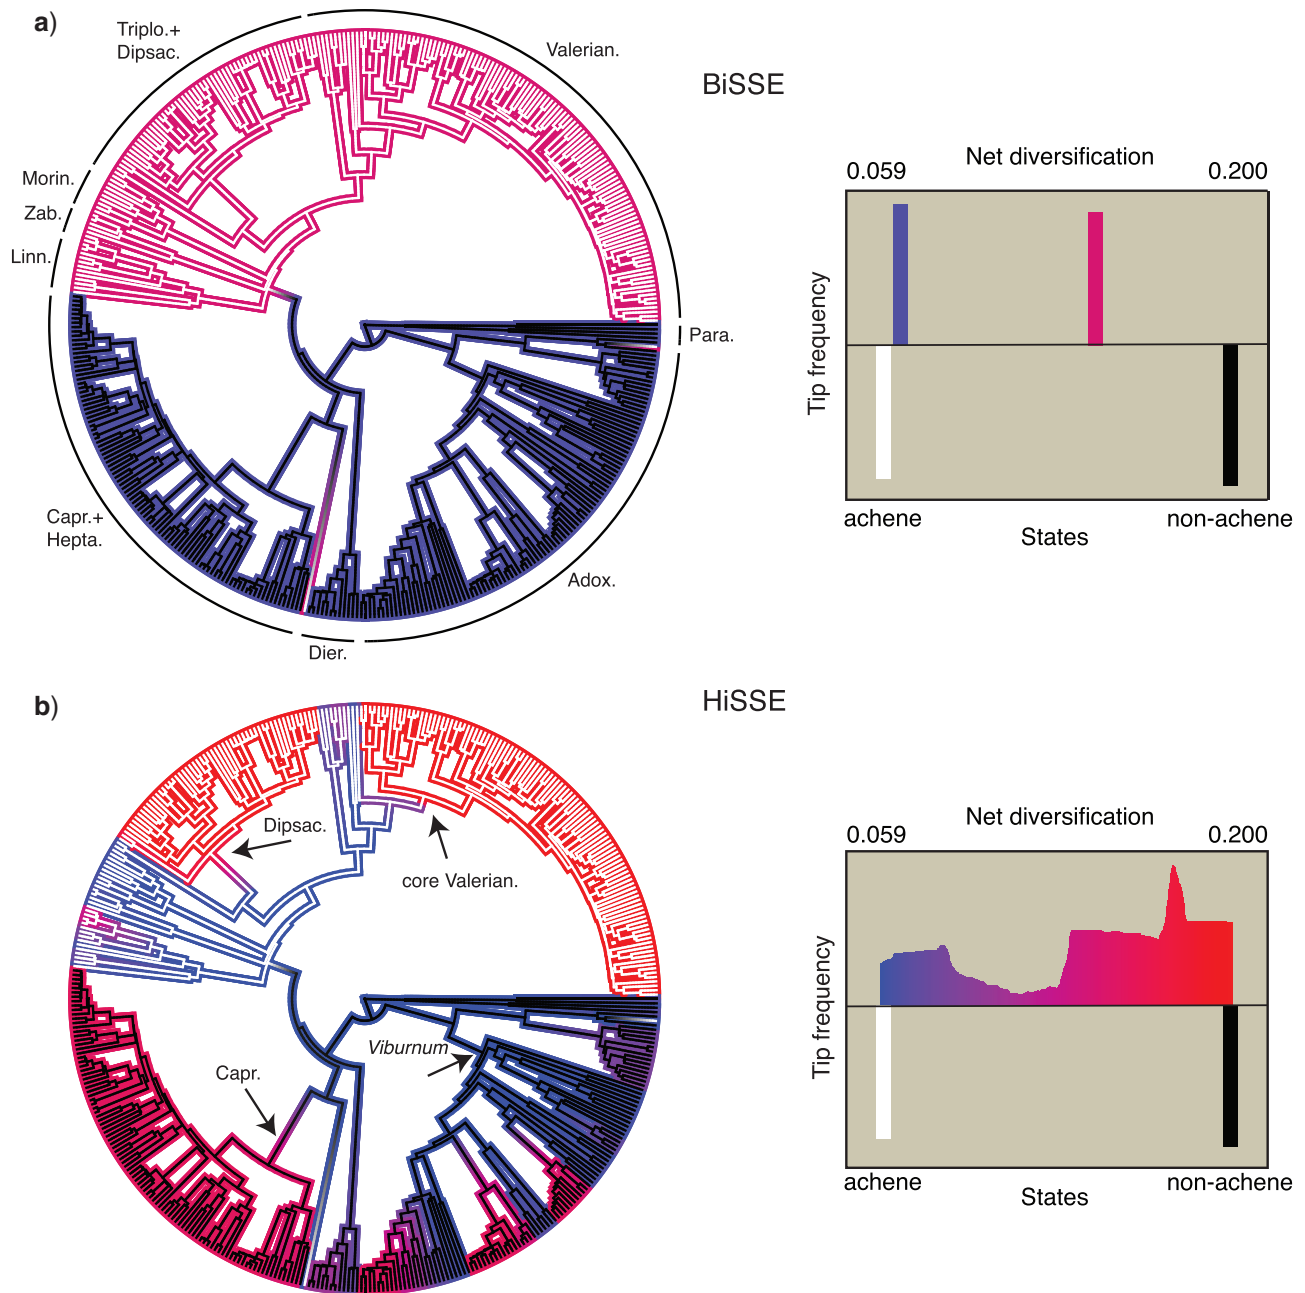 a)
Triplo.+
Dipsac.
Valerian.
Morin.
Zab.
Linn.
Para.
Capr.+
Hepta.
Adox.
Dier.
BiSSE
Net diversification
0.059 0.200
Tip frequency
achene non-achene
States
b)
Dipsac.
core Valerian.
Viburnum
Capr.
HiSSE
Net diversification
0.059 0.200
Tip frequency
achene non-achene
States